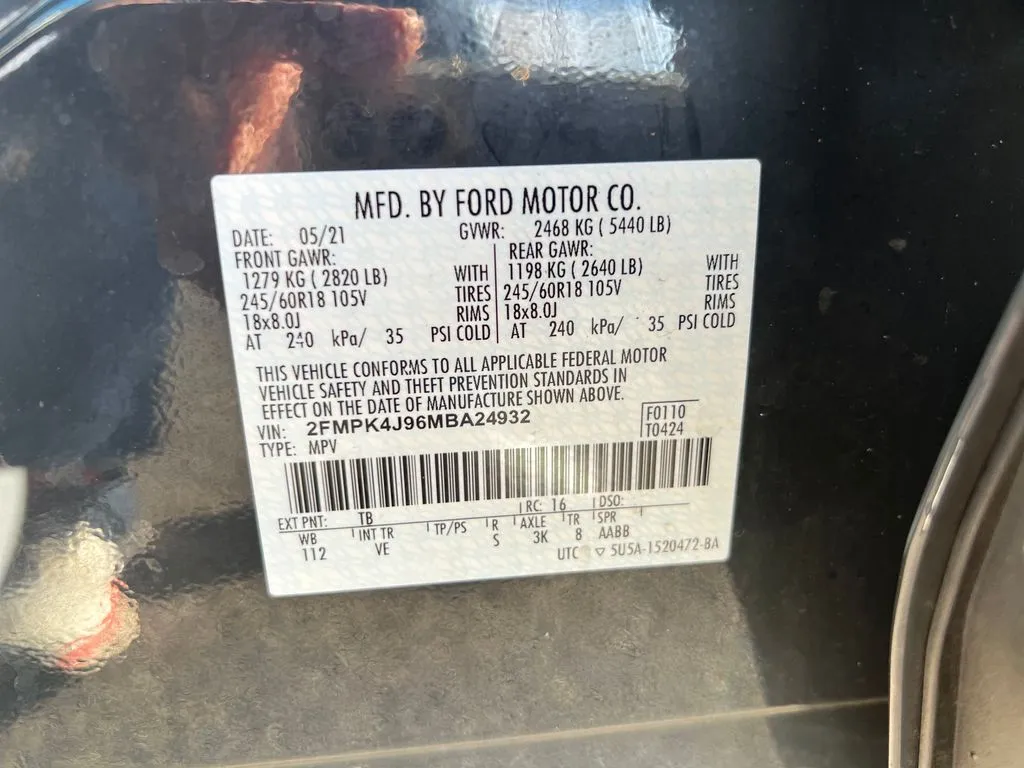 MFD. BY FORD MOTOR CO.
DATE: 05/21 GVWR: 2468 KG ( 5440 LB)
FRONT GAWR: REAR GAWR:
1279 KG ( 2820 LB) WITH 1198 KG ( 2640 LB) WITH
245/60R18 105V TIRES 245/60R18 105V TIRES
18x8.0J RIMS 18x8.0J RIMS
AT 240 kPa/ 35 PSI COLD AT 240 kPa/ 35 PSI COLD
THIS VEHICLE CONFORMS TO ALL APPLICABLE FEDERAL MOTOR
VEHICLE SAFETY AND THEFT PREVENTION STANDARDS IN
EFFECT ON THE DATE OF MANUFACTURE SHOWN ABOVE.
VIN: 2FMPK4J96MBA24932 F0110
TYPE: MPV T0424
EXT PNT: TB RC: 16 DSO:
WB INT TR TP/PS R AXLE TR SPR
112 VE S 3K 8 AABB
UTC ▽ 5U5A-1520472-BA